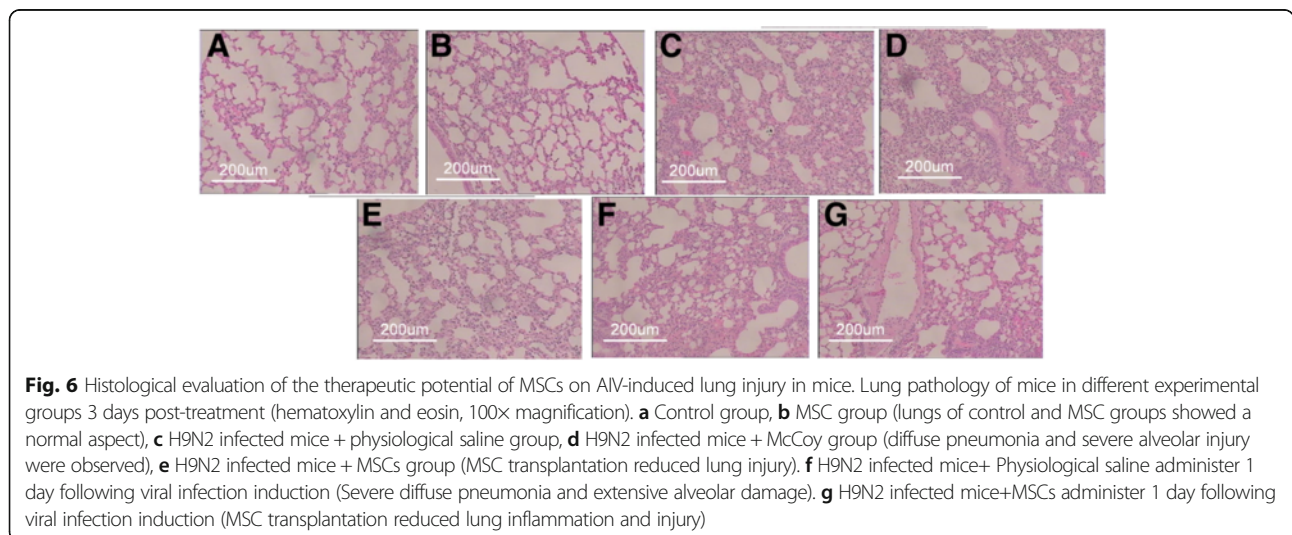 A B C D
200um 200um 200um 200um
E F G
200um 200um 200um
Fig. 6 Histological evaluation of the therapeutic potential of MSCs on AIV-induced lung injury in mice. Lung pathology of mice in different experimental
groups 3 days post-treatment (hematoxylin and eosin, 100× magnification). a Control group, b MSC group (lungs of control and MSC groups showed a
normal aspect), c H9N2 infected mice + physiological saline group, d H9N2 infected mice + McCoy group (diffuse pneumonia and severe alveolar injury
were observed), e H9N2 infected mice + MSCs group (MSC transplantation reduced lung injury). f H9N2 infected mice+ Physiological saline administer 1
day following viral infection induction (Severe diffuse pneumonia and extensive alveolar damage). g H9N2 infected mice+MSCs administer 1 day following
viral infection induction (MSC transplantation reduced lung inflammation and injury)